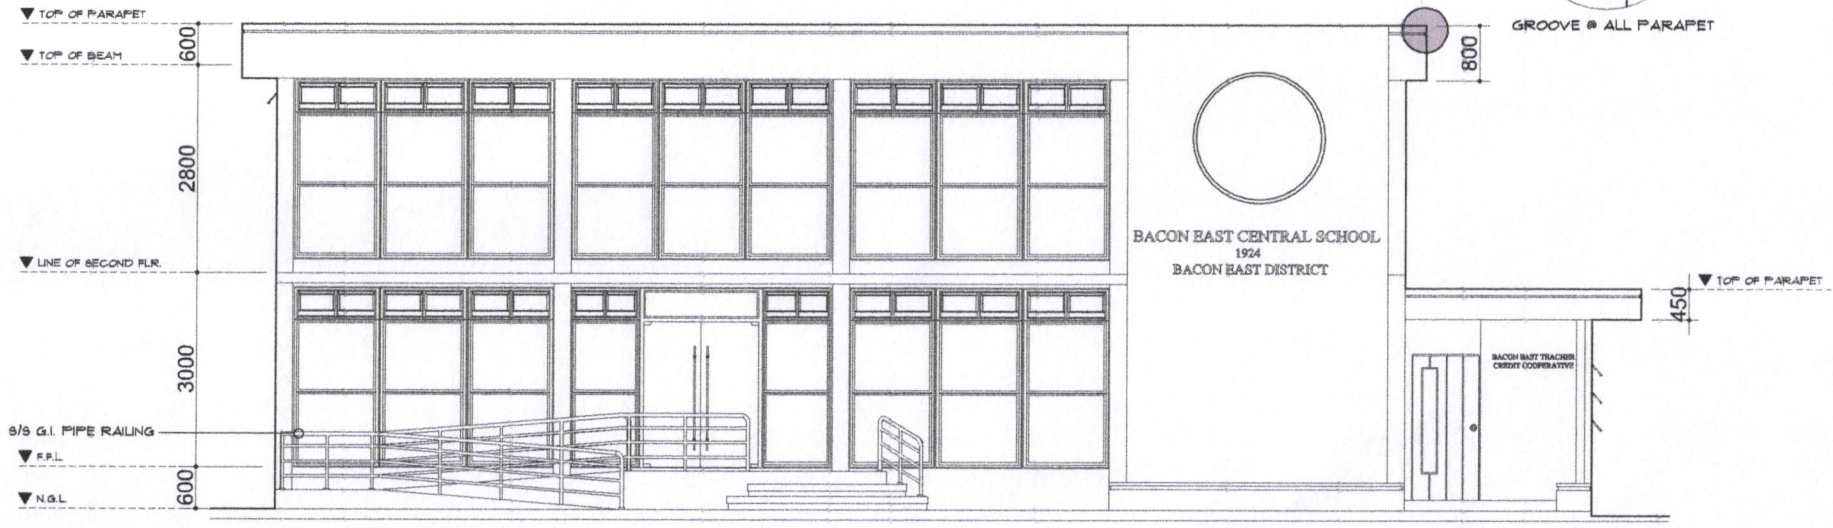 TOP OF PARAPET
GROOVE @ ALL PARAPET
600
TOP OF BEAM
800
2800
BACON EAST CENTRAL SCHOOL
1924
BACON EAST DISTRICT
LINE OF SECOND FLR.
TOP OF PARAPET
450
3000
BACON EAST TEACHER
CREDIT COOPERATIVE
S/S G.I. PIPE RAILING
F.F.L
600
N.G.L